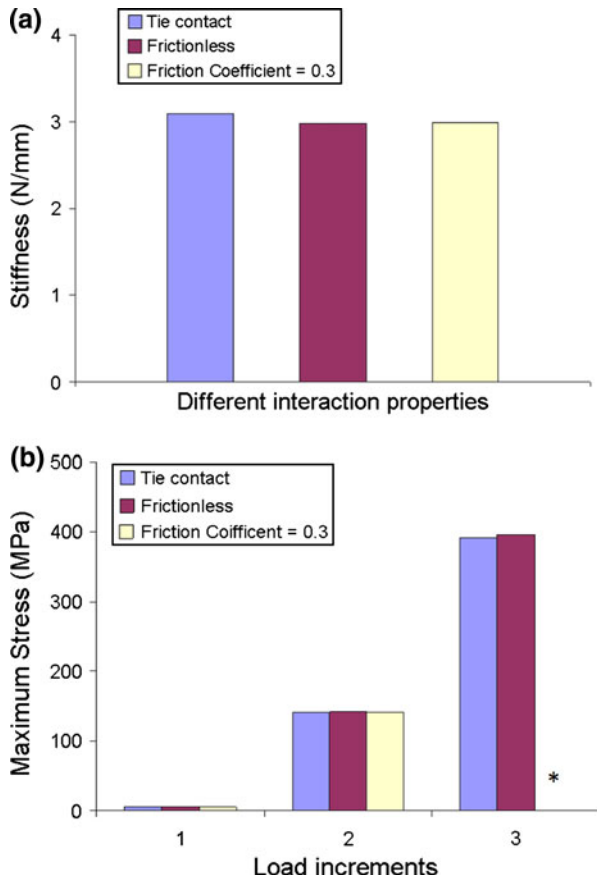 (a)
Tie contact
Frictionless
Friction Coefficient = 0.3
Stiffness (N/mm)
4
3
2
1
0
Different interaction properties
(b)
Tie contact
Frictionless
Friction Coifficent = 0.3
Maximum Stress (MPa)
500
400
300
200
100
0
*
1 2 3
Load increments